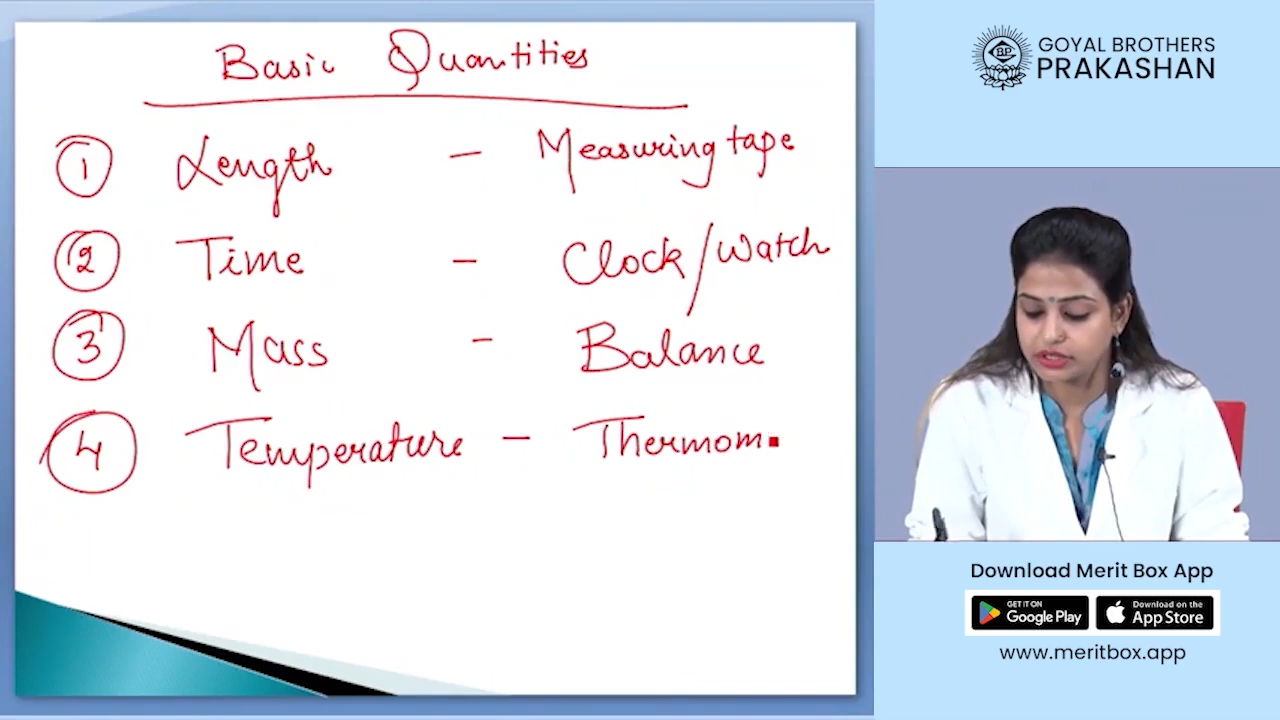 Basic Quantities
1 Length - Measuring tape
2 Time - Clock/Watch
3 Mass - Balance
4 Temperature - Thermom
BP
GOYAL BROTHERS
PRAKASHAN
Download Merit Box App
GET IT ON
Google Play
Download on the
App Store
www.meritbox.app